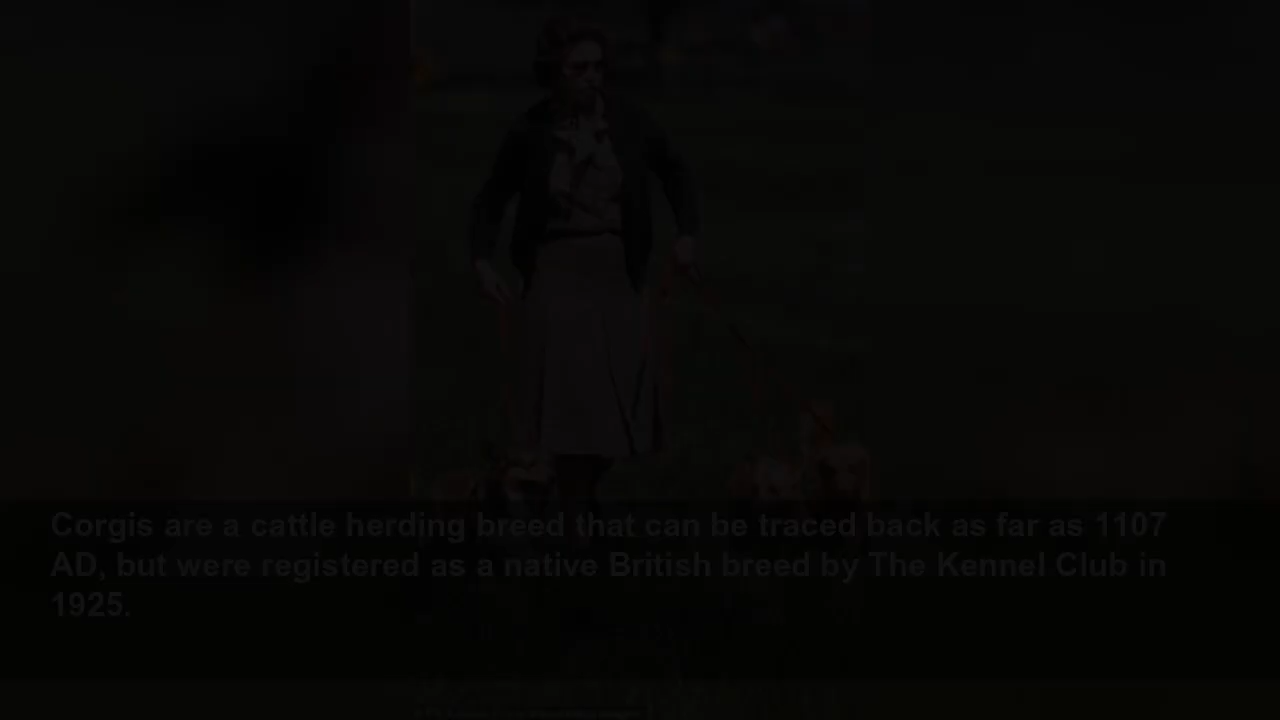 Corgis are a cattle herding breed that can be traced back as far as 1107
AD, but were registered as a native British breed by The Kennel Club in
1925.